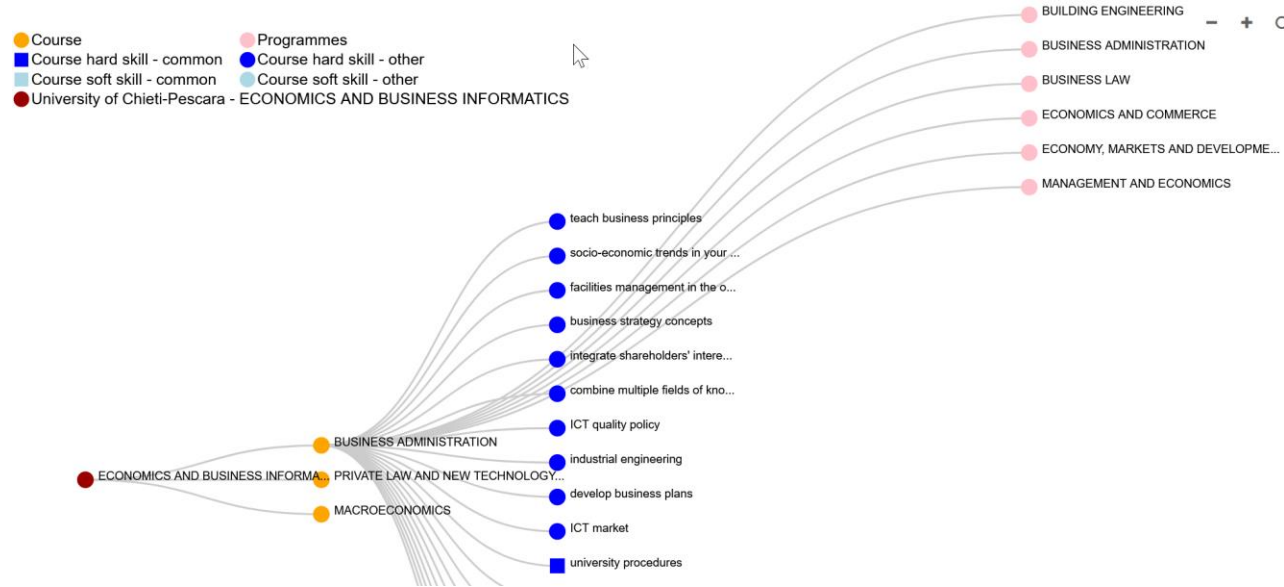 Course
Programmes
Course hard skill - common
Course hard skill - other
Course soft skill - common
Course soft skill - other
University of Chieti-Pescara - ECONOMICS AND BUSINESS INFORMATICS
BUILDING ENGINEERING
BUSINESS ADMINISTRATION
BUSINESS LAW
ECONOMICS AND COMMERCE
ECONOMY, MARKETS AND DEVELOPME...
MANAGEMENT AND ECONOMICS
teach business principles
socio-economic trends in your ...
facilities management in the o...
business strategy concepts
integrate shareholders' intere...
combine multiple fields of kno...
ICT quality policy
industrial engineering
develop business plans
ICT market
university procedures
BUSINESS ADMINISTRATION
ECONOMICS AND BUSINESS INFORMA...
PRIVATE LAW AND NEW TECHNOLOGY...
MACROECONOMICS